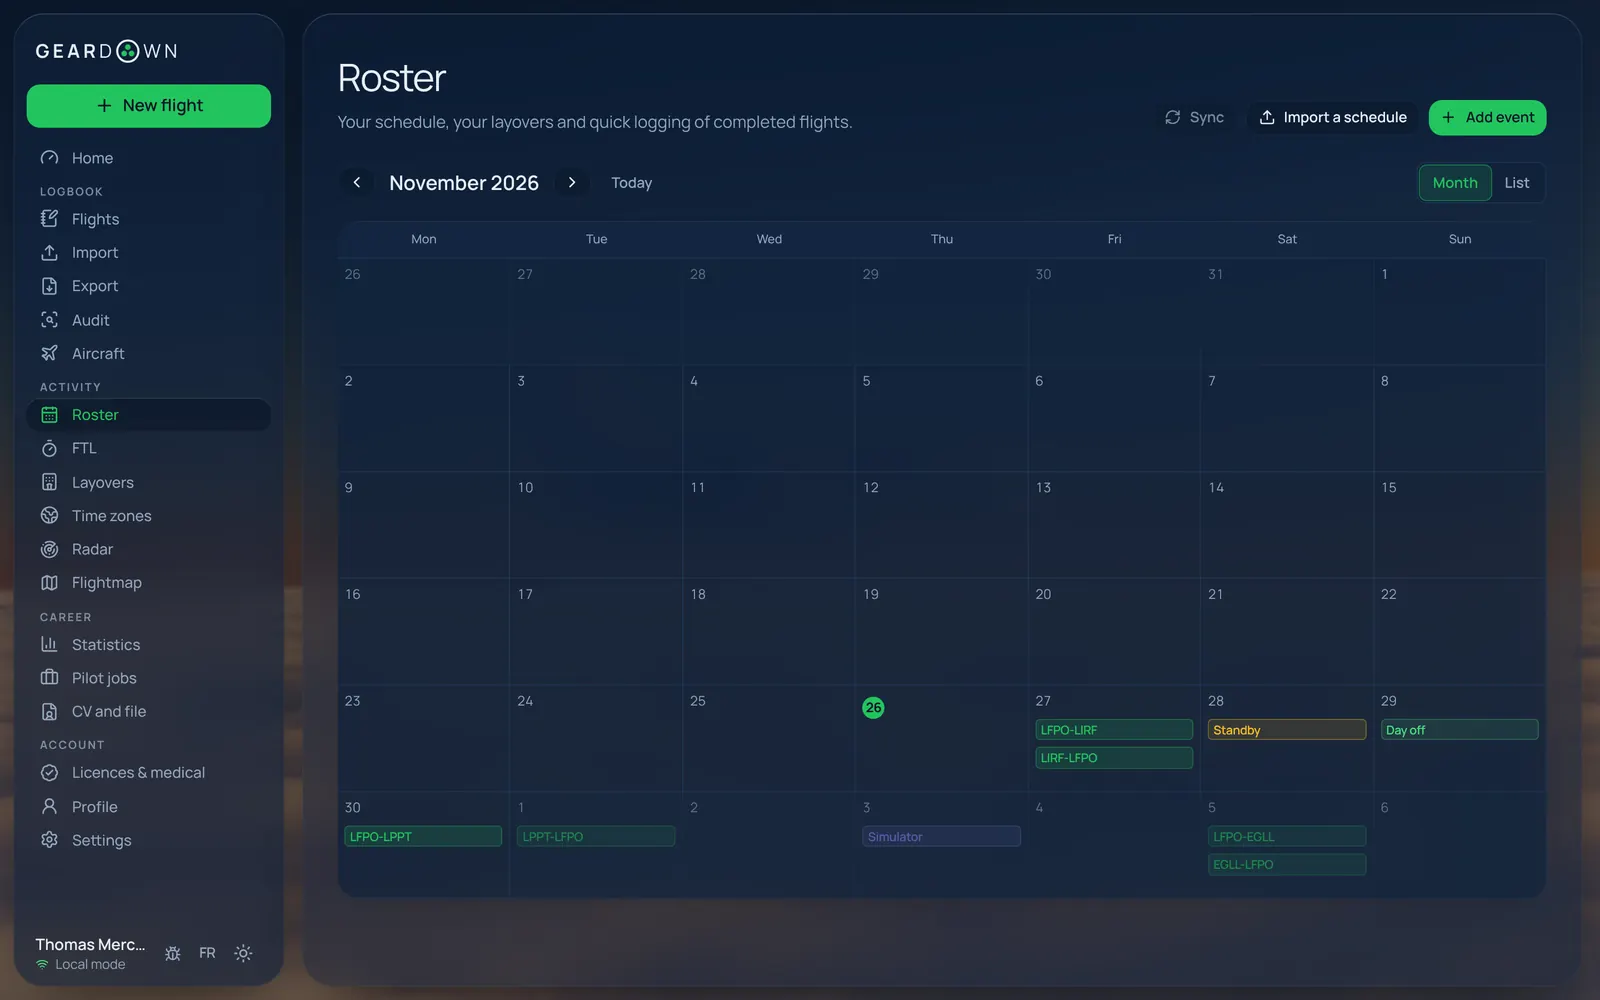 GEARDOWN
New flight
Home
LOGBOOK
Flights
Import
Export
Audit
Aircraft
ACTIVITY
Roster
FTL
Layovers
Time zones
Radar
Flightmap
CAREER
Statistics
Pilot jobs
CV and file
ACCOUNT
Licences & medical
Profile
Settings
Thomas Merc...
Local mode
FR
Roster
Your schedule, your layovers and quick logging of completed flights.
Sync
Import a schedule
Add event
November 2026
Today
Month
List
Mon Tue Wed Thu Fri Sat Sun
26 27 28 29 30 31 1
2 3 4 5 6 7 8
9 10 11 12 13 14 15
16 17 18 19 20 21 22
23 24 25 26 27 28 29
LFPO-LIRF Standby Day off
LIRF-LFPO
30 1 2 3 4 5 6
LFPO-LPPT LPPT-LFPO Simulator LFPO-EGLL
EGLL-LFPO